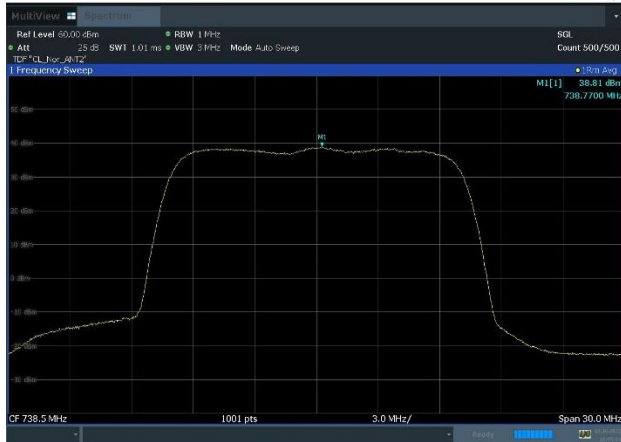 MultiView Spectrum
Ref Level 60.00 dBm RBW 1 MHz SGL
Att 25 dB SWT 1.01 ms VBW 3 MHz Mode Auto Sweep Count 500/500
TDF "CL_Nor_ANT2"
1 Frequency Sweep 1Rm Avg
M1[1] 38.81 dBm
738.7700 MHz
50 dBm
M1
40 dBm
30 dBm
20 dBm
10 dBm
0 dBm
-10 dBm
-20 dBm
-30 dBm
CF 738.5 MHz 1001 pts 3.0 MHz/ Span 30.0 MHz
Ready